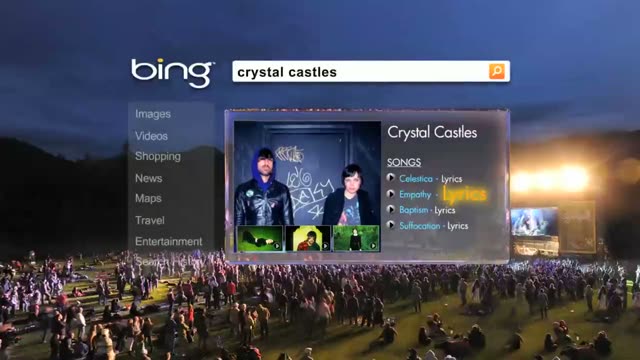 bing
crystal castles
Images
Videos
Shopping
News
Maps
Travel
Entertainment
Crystal Castles
SONGS
Celestica - Lyrics
Empathy - Lyrics
Baptism - Lyrics
Suffocation - Lyrics